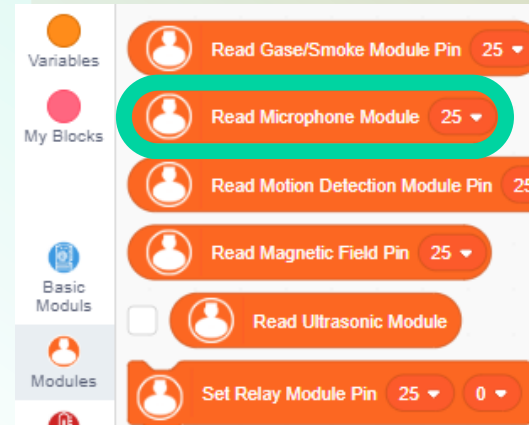 Variables
My Blocks
Basic
Moduls
Modules
Read Gase/Smoke Module Pin 25
Read Microphone Module 25
Read Motion Detection Module Pin 25
Read Magnetic Field Pin 25
Read Ultrasonic Module
Set Relay Module Pin 25 0